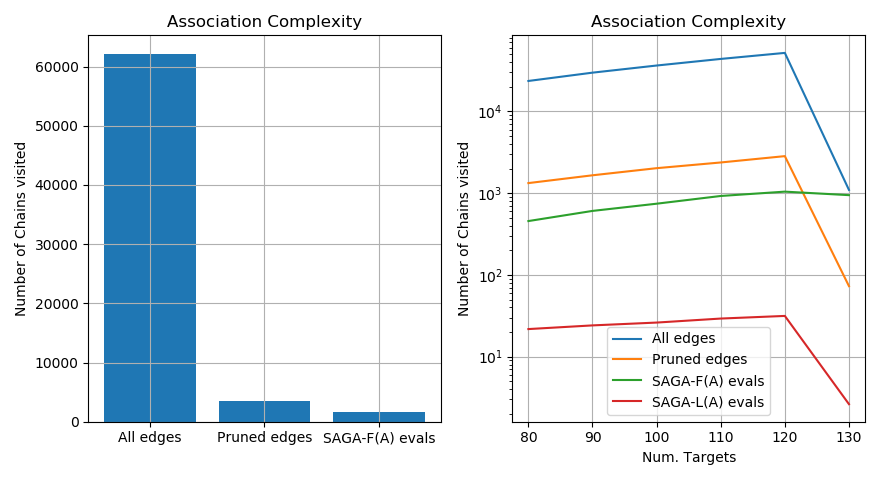 Association Complexity
Number of Chains visited
60000
50000
40000
30000
20000
10000
0
All edges Pruned edges SAGA-F(A) evals
Association Complexity
Number of Chains visited
10^4
10^3
10^2
10^1
All edges
Pruned edges
SAGA-F(A) evals
SAGA-L(A) evals
80 90 100 110 120 130
Num. Targets